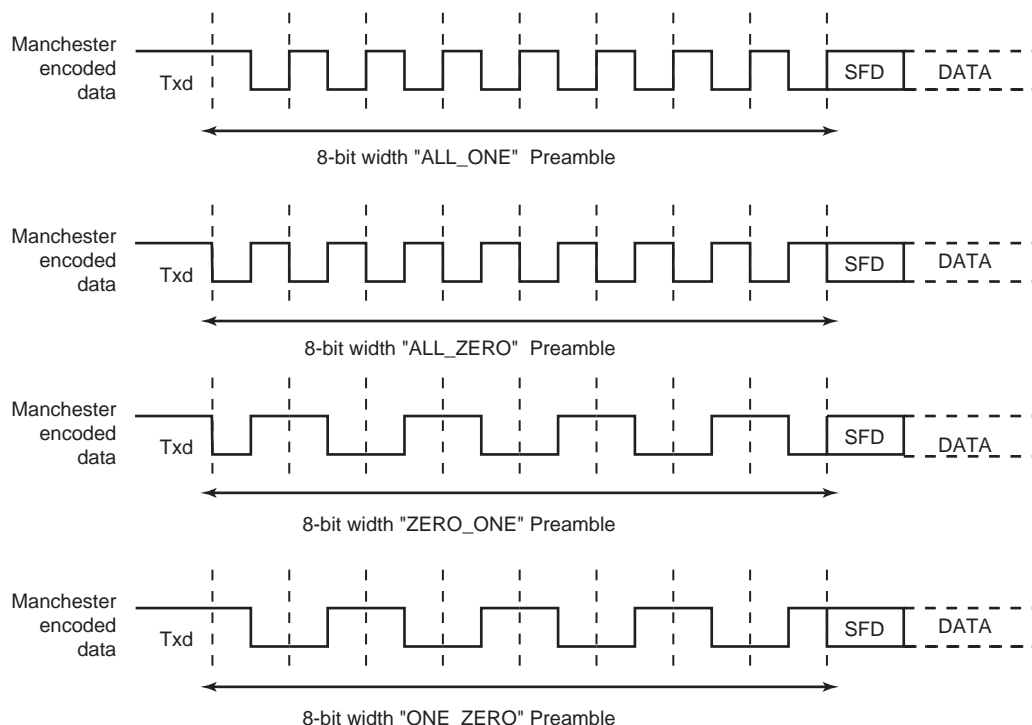 Manchester
encoded
data
Txd
SFD
DATA
8-bit width "ALL_ONE" Preamble
Manchester
encoded
data
Txd
SFD
DATA
8-bit width "ALL_ZERO" Preamble
Manchester
encoded
data
Txd
SFD
DATA
8-bit width "ZERO_ONE" Preamble
Manchester
encoded
data
Txd
SFD
DATA
8-bit width "ONE_ZERO" Preamble